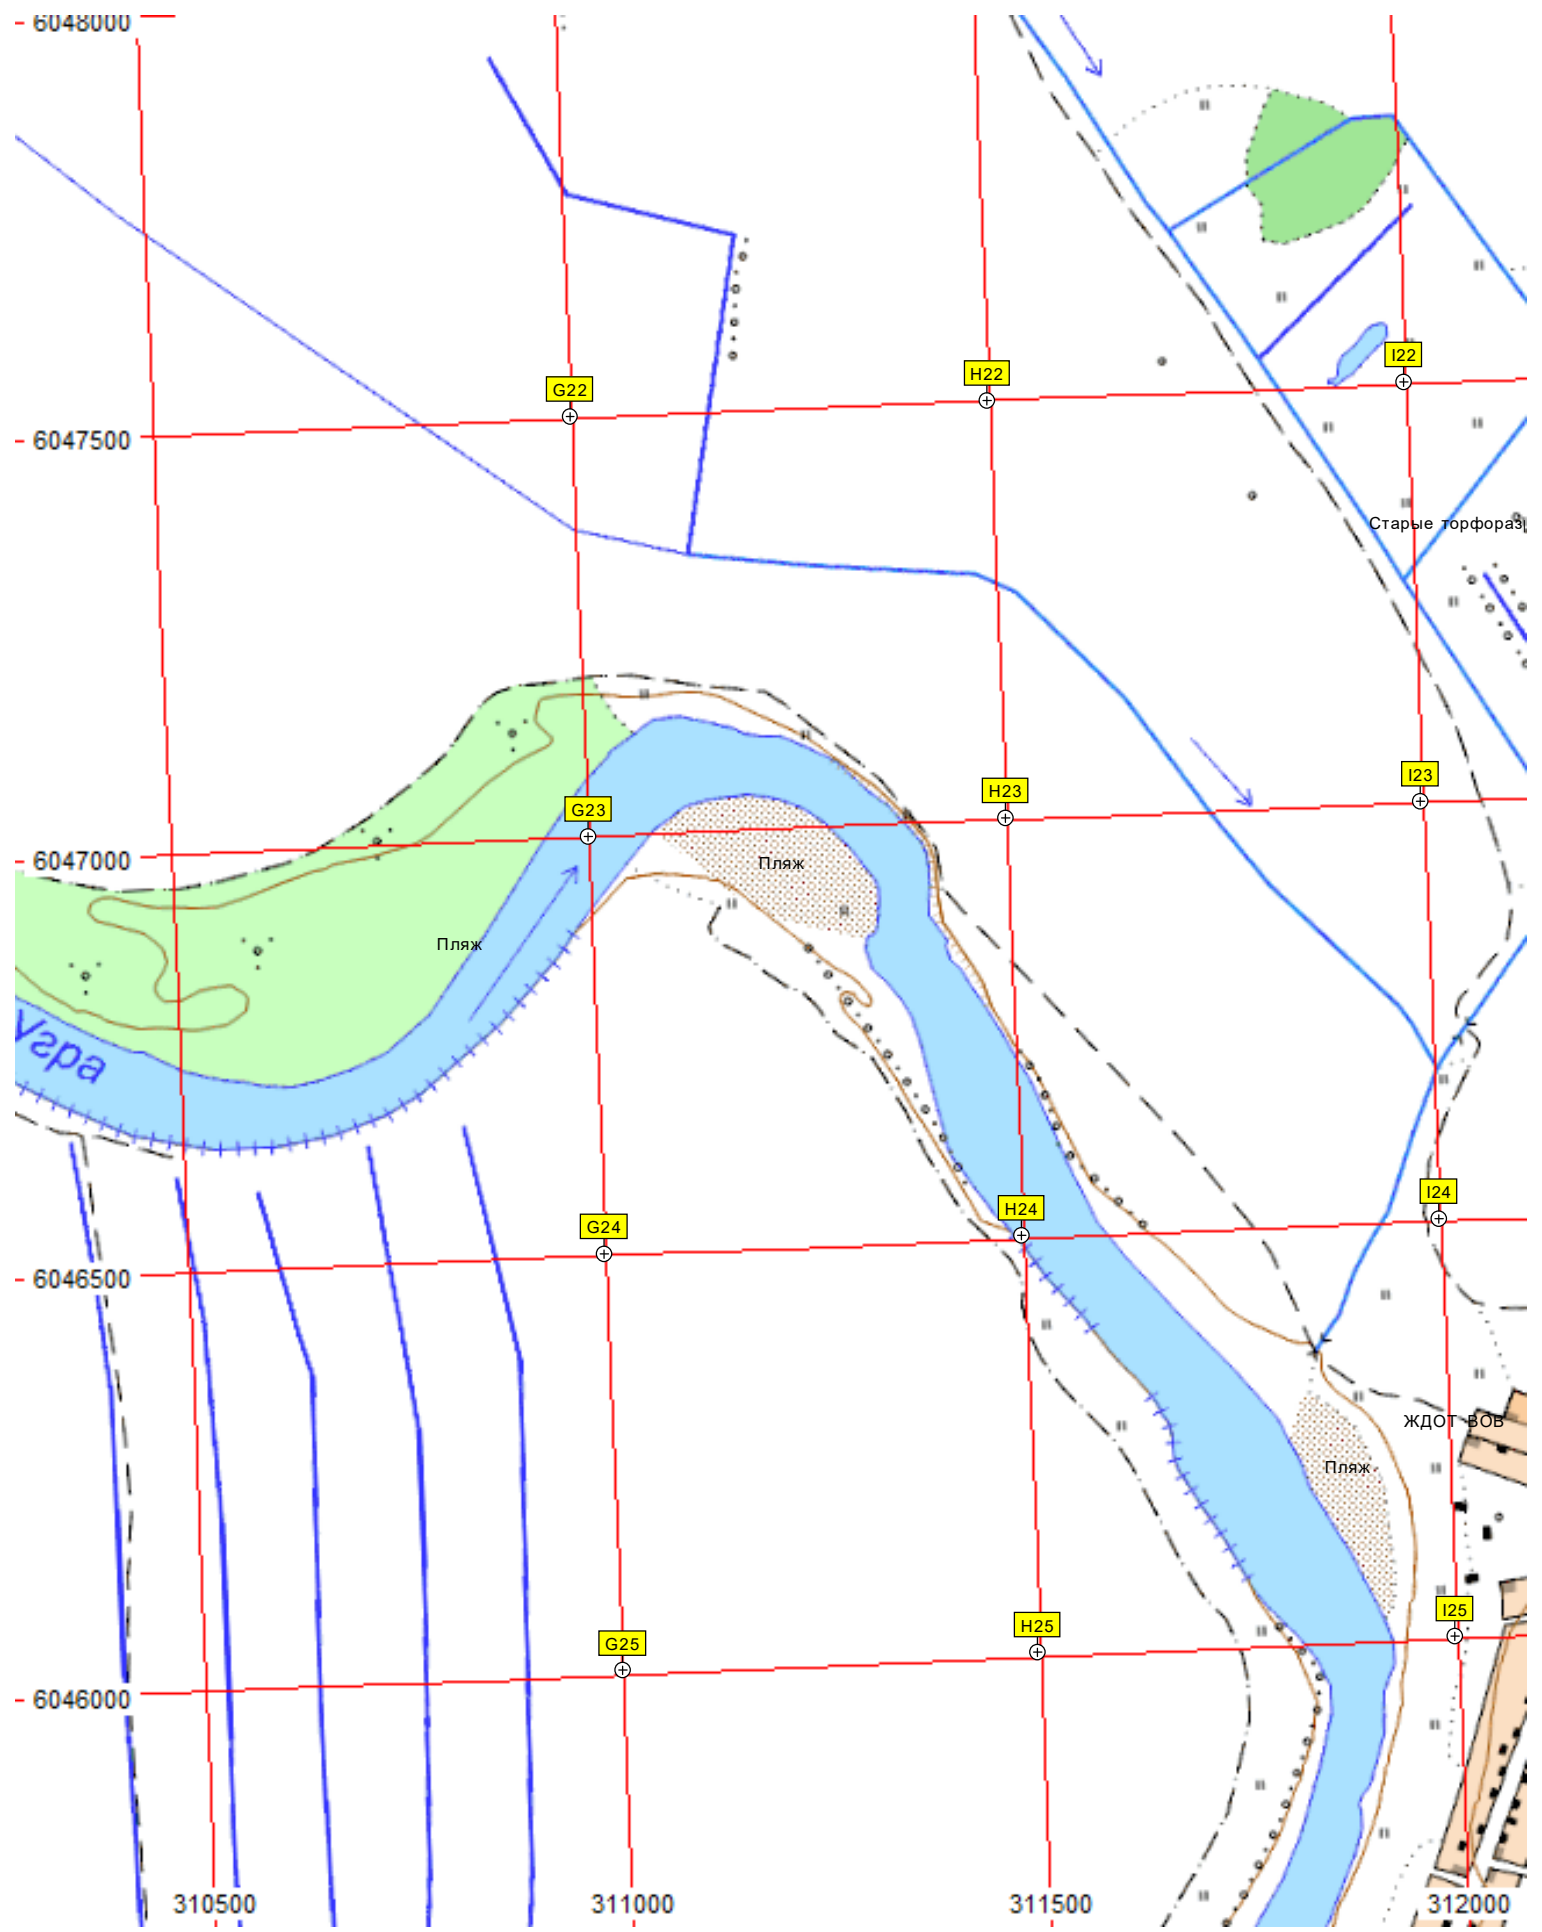 6048000
I22
H22
G22
6047500
Старые торфораз
I23
H23
G23
6047000
Пляж
Пляж
Угра
I24
H24
G24
6046500
ЖДОТ ВОВ
Пляж
I25
H25
G25
6046000
310500
311000
311500
312000